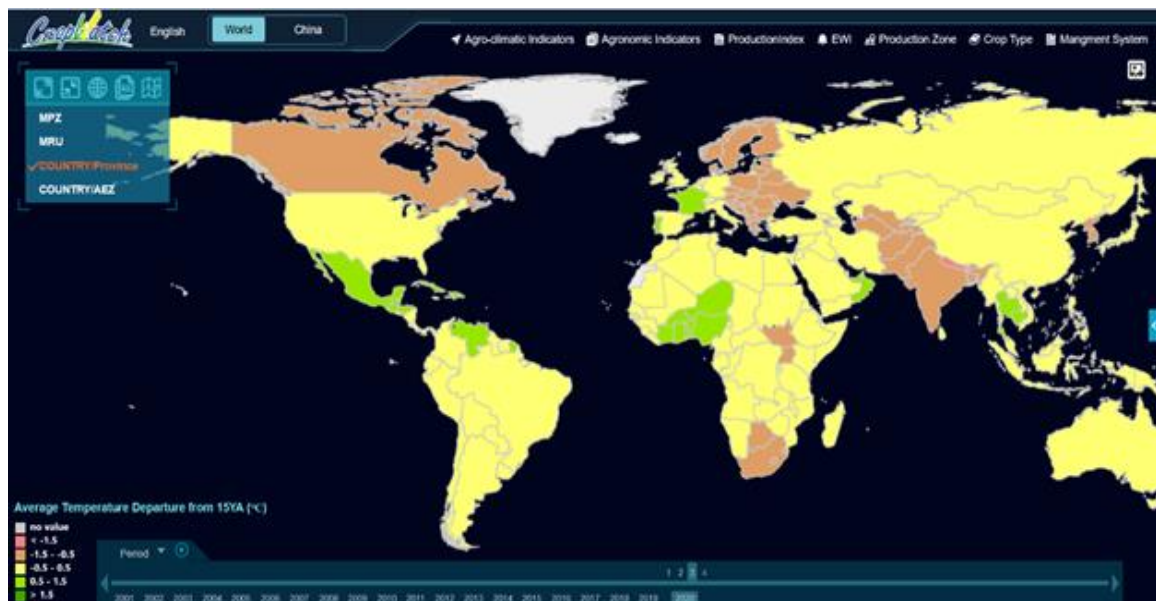 CropWatch English World China
Agro-climatic Indicators Agronomic Indicators ProductionIndex EWI Production Zone Crop Type Mangment System
MPZ
MRU
COUNTRY/Province
COUNTRY/AEZ
Average Temperature Departure from 15YA (℃)
no value
< -1.5
-1.5 - -0.5
-0.5 - 0.5
0.5 - 1.5
> 1.5
Period
1 2 3 4
2001 2002 2003 2004 2005 2006 2007 2008 2009 2010 2011 2012 2013 2014 2015 2016 2017 2018 2019 2020